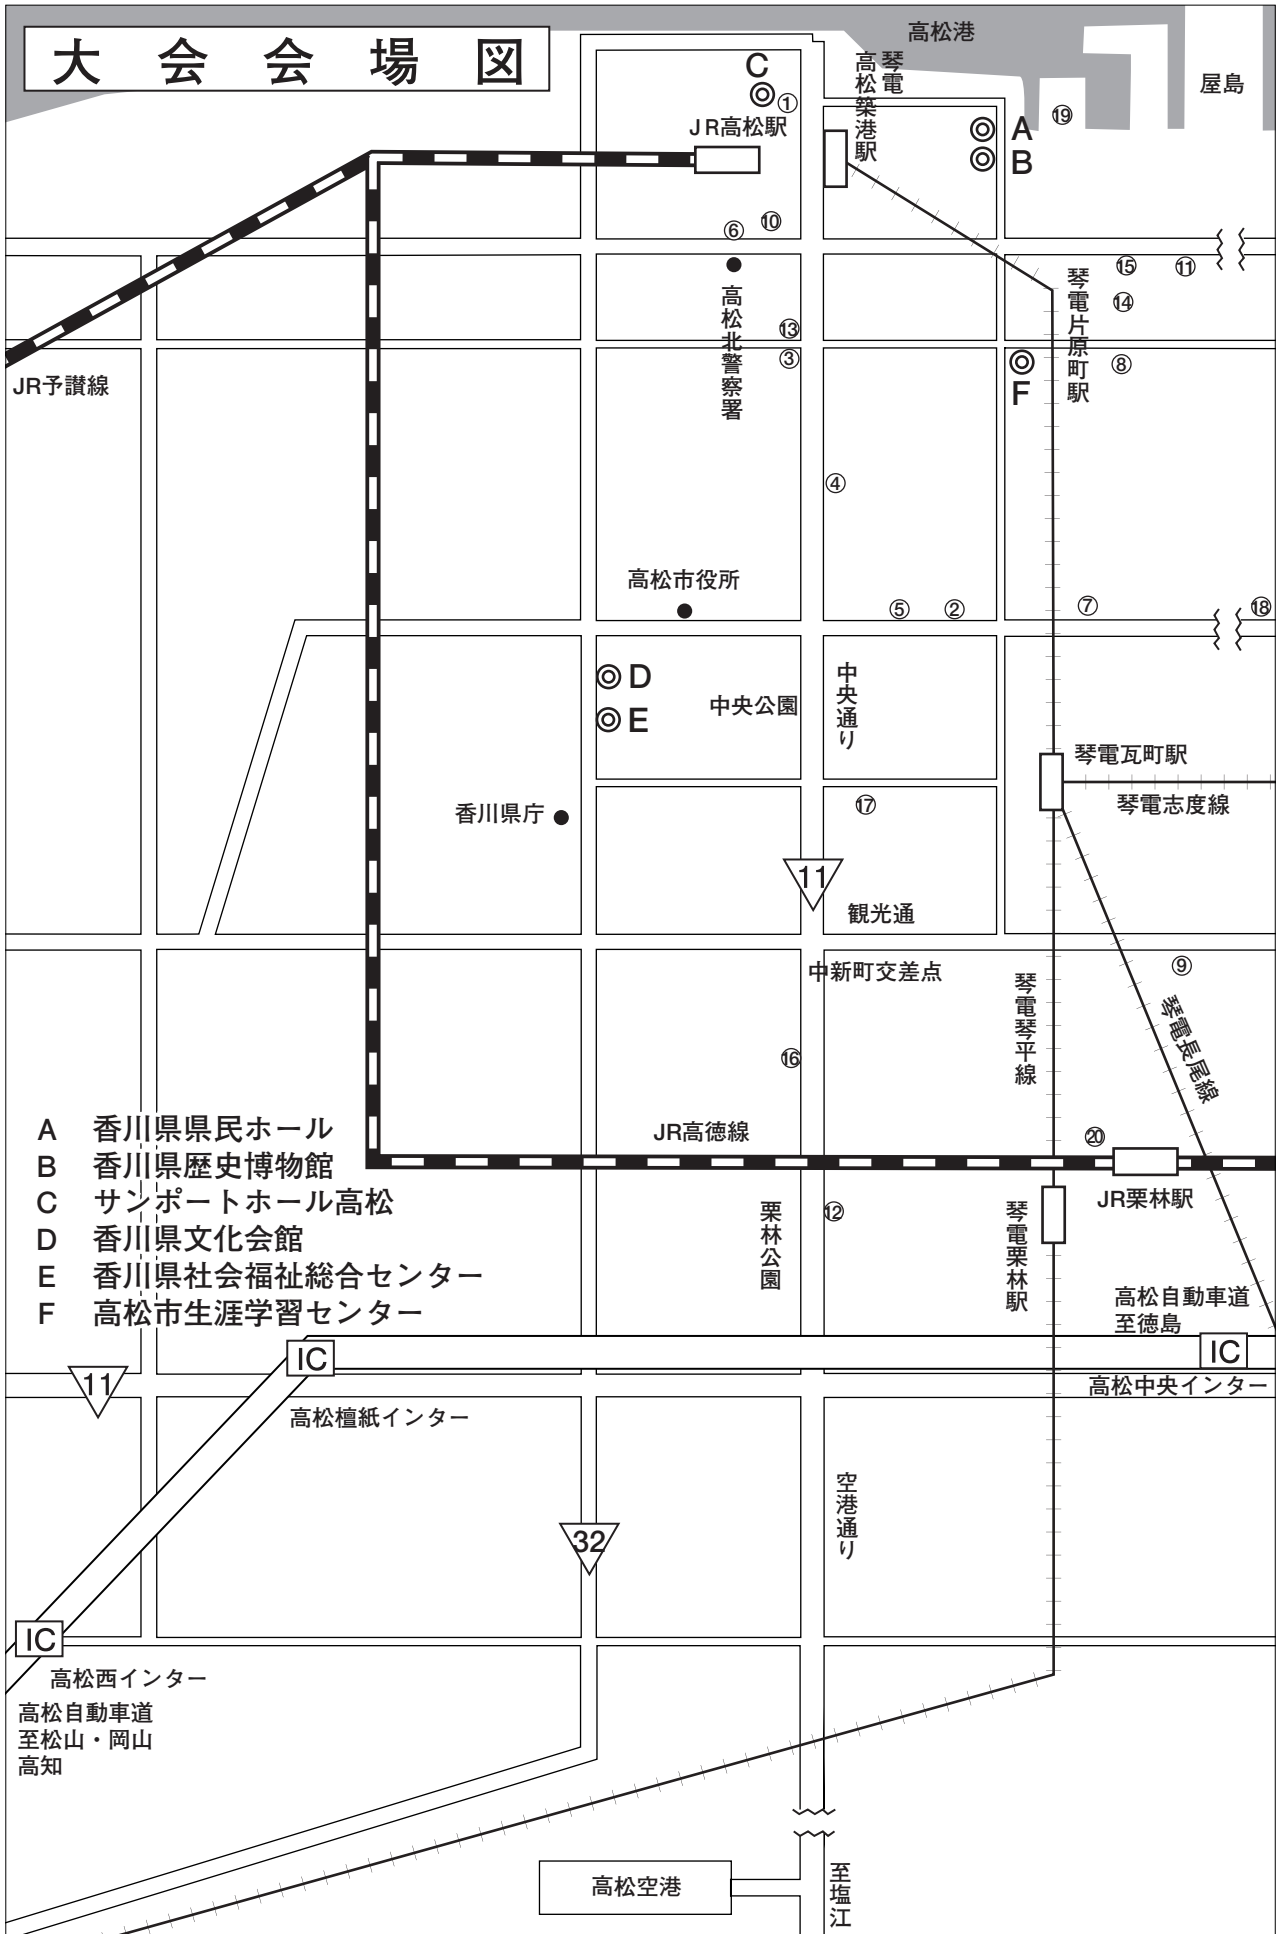 大会会場図
高松港
屋島
C
①
JR高松駅
琴電
高松築港駅
A
B
⑲
⑥
⑩
高松北警察署
⑮
⑪
⑭
琴電片原町駅
⑬
③
F
⑧
JR予讃線
④
高松市役所
⑤
②
⑦
⑱
D
E
中央公園
中央通り
琴電瓦町駅
琴電志度線
香川県庁
⑰
11
観光通
中新町交差点
⑨
琴電琴平線
琴電長尾線
⑯
JR高徳線
⑳
JR栗林駅
栗林公園
⑫
琴電栗林駅
A 香川県県民ホール
B 香川県歴史博物館
C サンポートホール高松
D 香川県文化会館
E 香川県社会福祉総合センター
F 高松市生涯学習センター
高松自動車道
至徳島
IC
IC
11
高松中央インター
高松檀紙インター
空港通り
32
IC
高松西インター
高松自動車道
至松山・岡山
高知
高松空港
至塩江